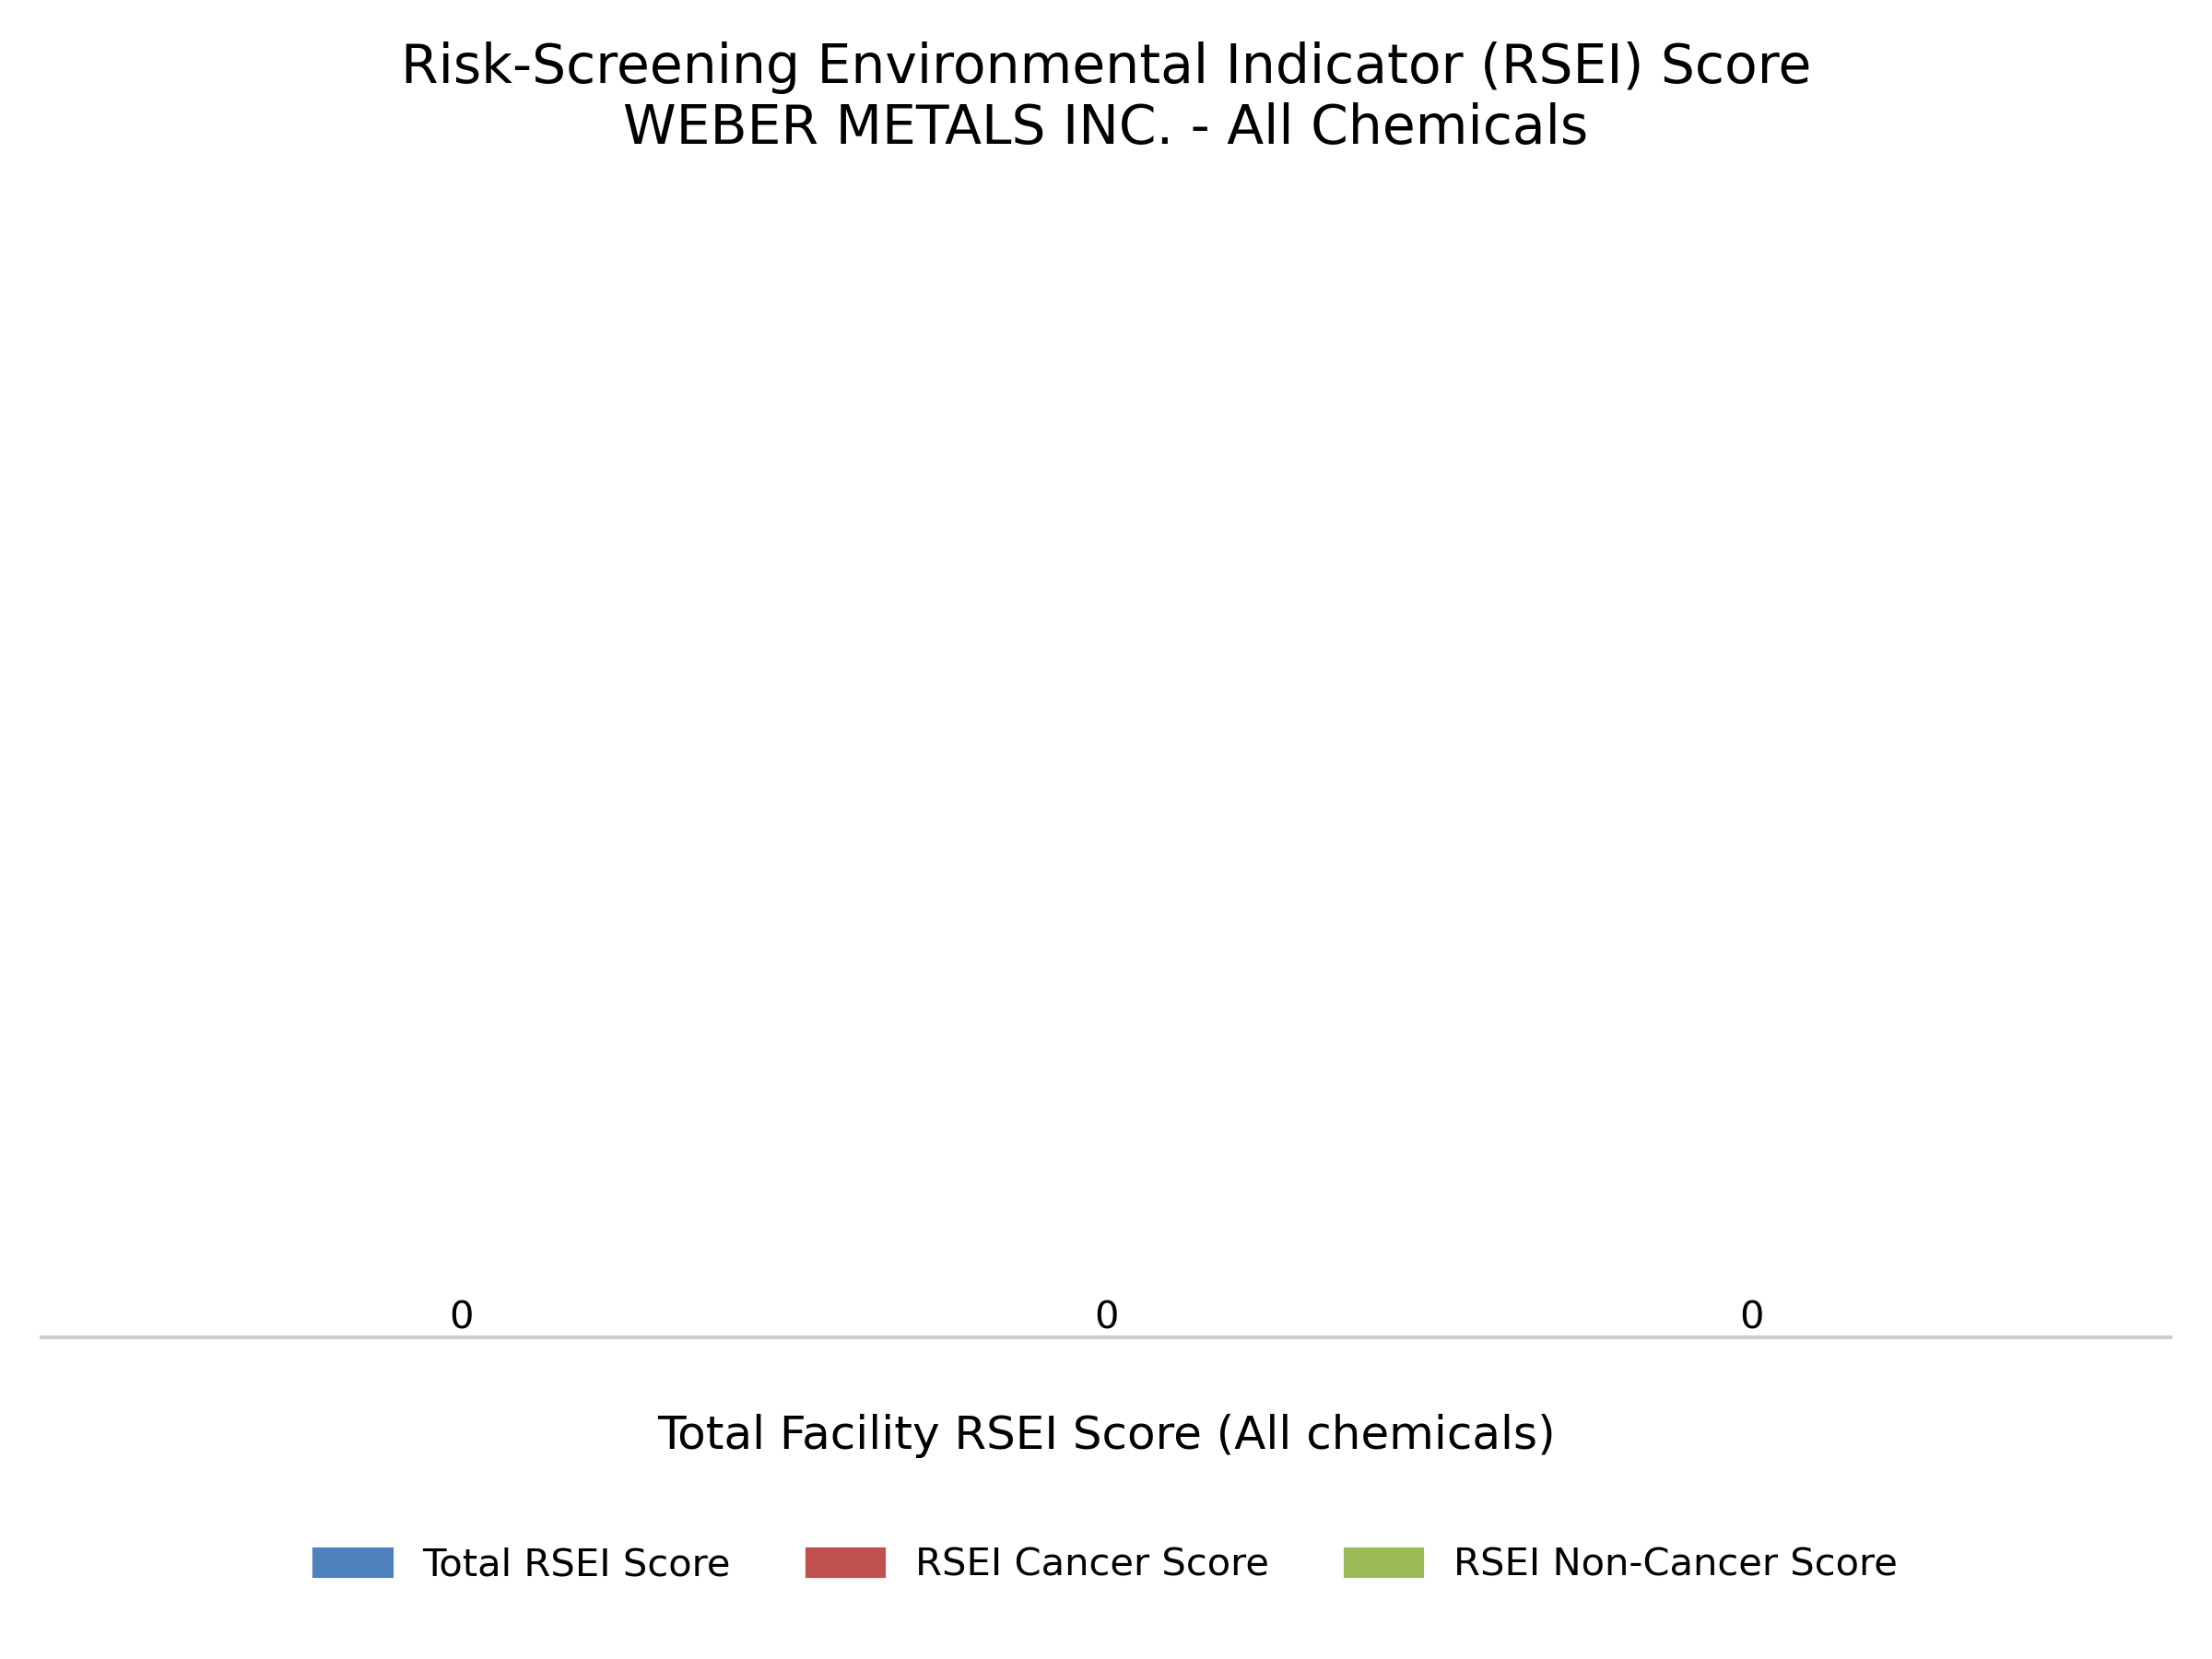 Risk-Screening Environmental Indicator (RSEI) Score
WEBER METALS INC. - All Chemicals
0 0 0
Total Facility RSEI Score (All chemicals)
Total RSEI Score RSEI Cancer Score RSEI Non-Cancer Score